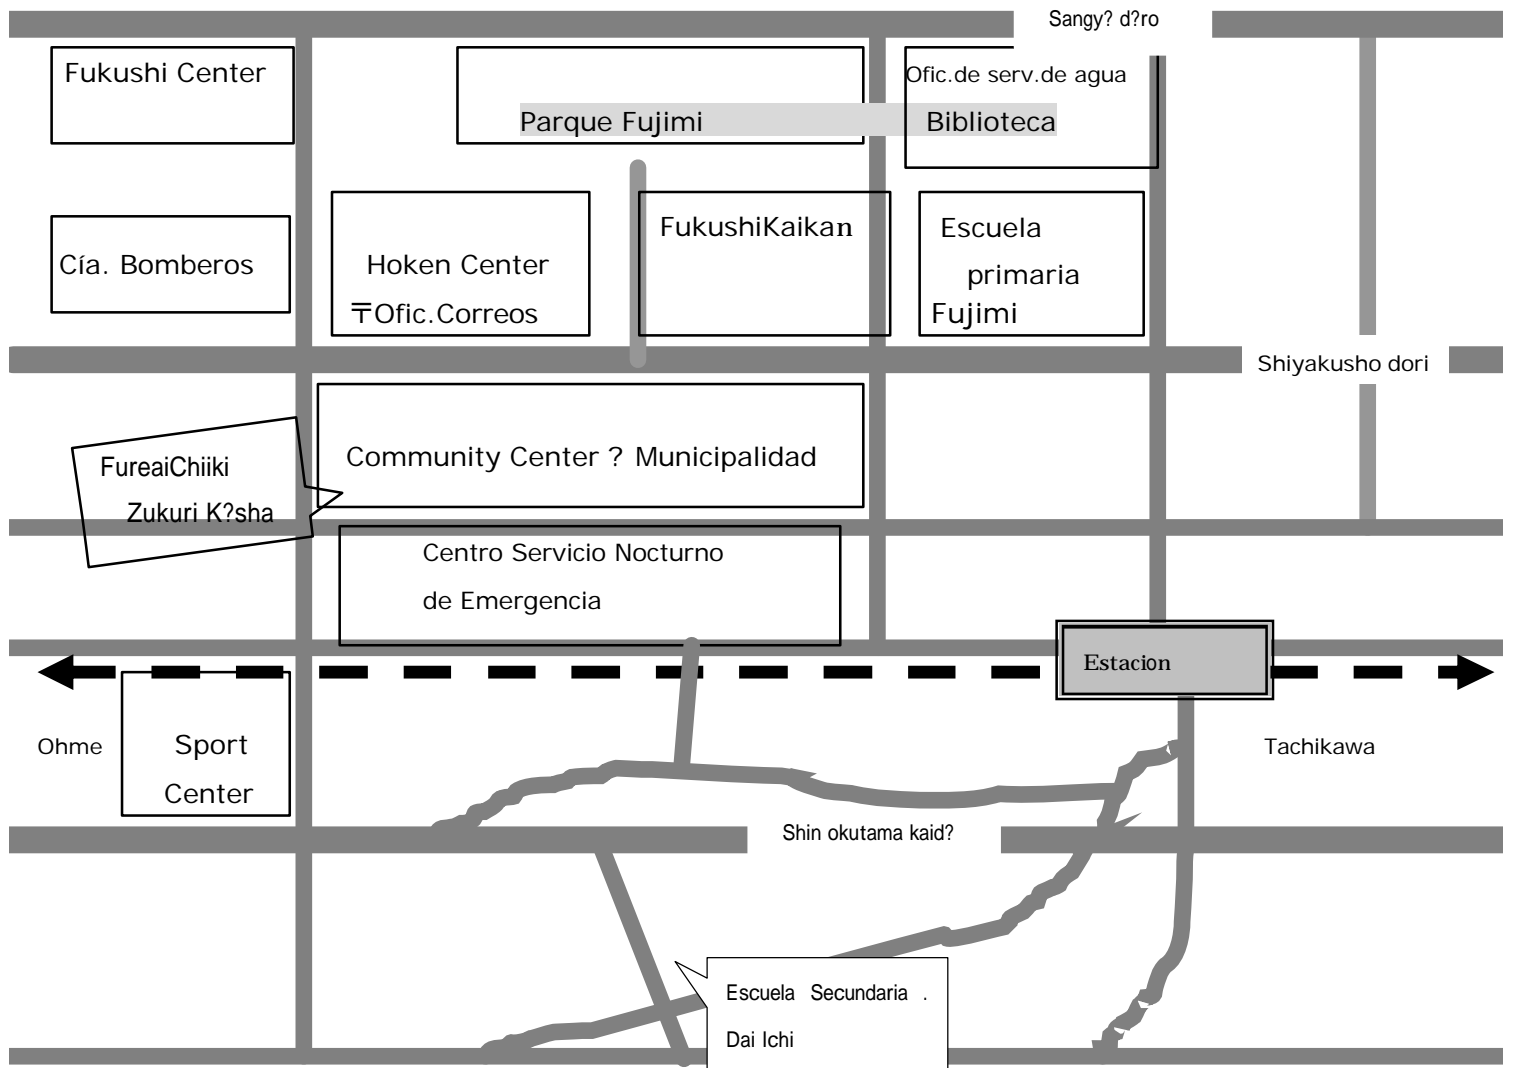 Sangy? d?ro
Fukushi Center
Ofic.de serv.de agua
Parque Fujimi
Biblioteca
FukushiKaikan
Escuela
primaria
Fujimi
Cía. Bomberos
Hoken Center
〒Ofic.Correos
Shiyakusho dori
FureaiChiiki
Zukuri K?sha
Community Center ? Municipalidad
Centro Servicio Nocturno
de Emergencia
Estacion
Ohme
Sport
Center
Tachikawa
Shin okutama kaid?
Escuela Secundaria .
Dai Ichi